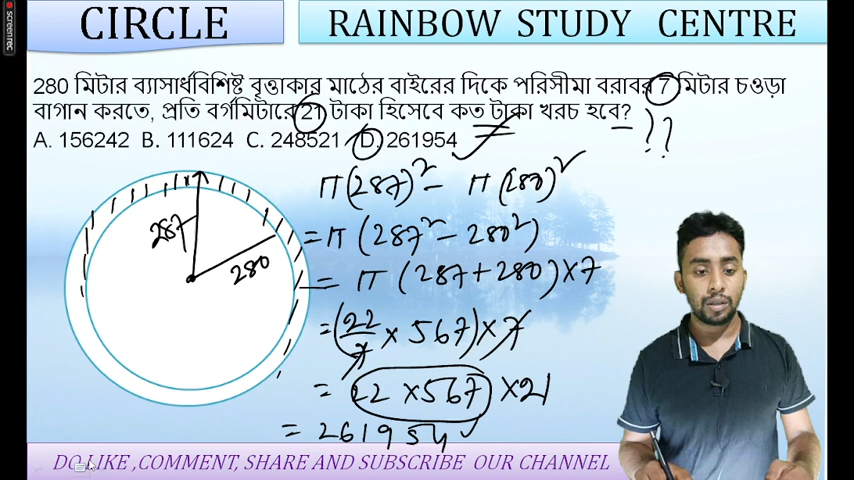 CIRCLE
RAINBOW STUDY CENTRE
280 মিটার ব্যাসার্ধবিশিষ্ট বৃত্তাকার মাঠের বাইরের দিকে পরিসীমা বরাবর 7 মিটার চওড়া
বাগান করতে, প্রতি বর্গমিটারে 21 টাকা হিসেবে কত টাকা খরচ হবে? = ??
A. 156242 B. 111624 C. 248521 D. 261954
π(287)² - π(280)²
= π(287² - 280²)
= π(287+280)×7
= (22/7 × 567)×7
= 22 × 567 × 21
= 261954
287
280
DO LIKE ,COMMENT, SHARE AND SUBSCRIBE OUR CHANNEL
screenrec